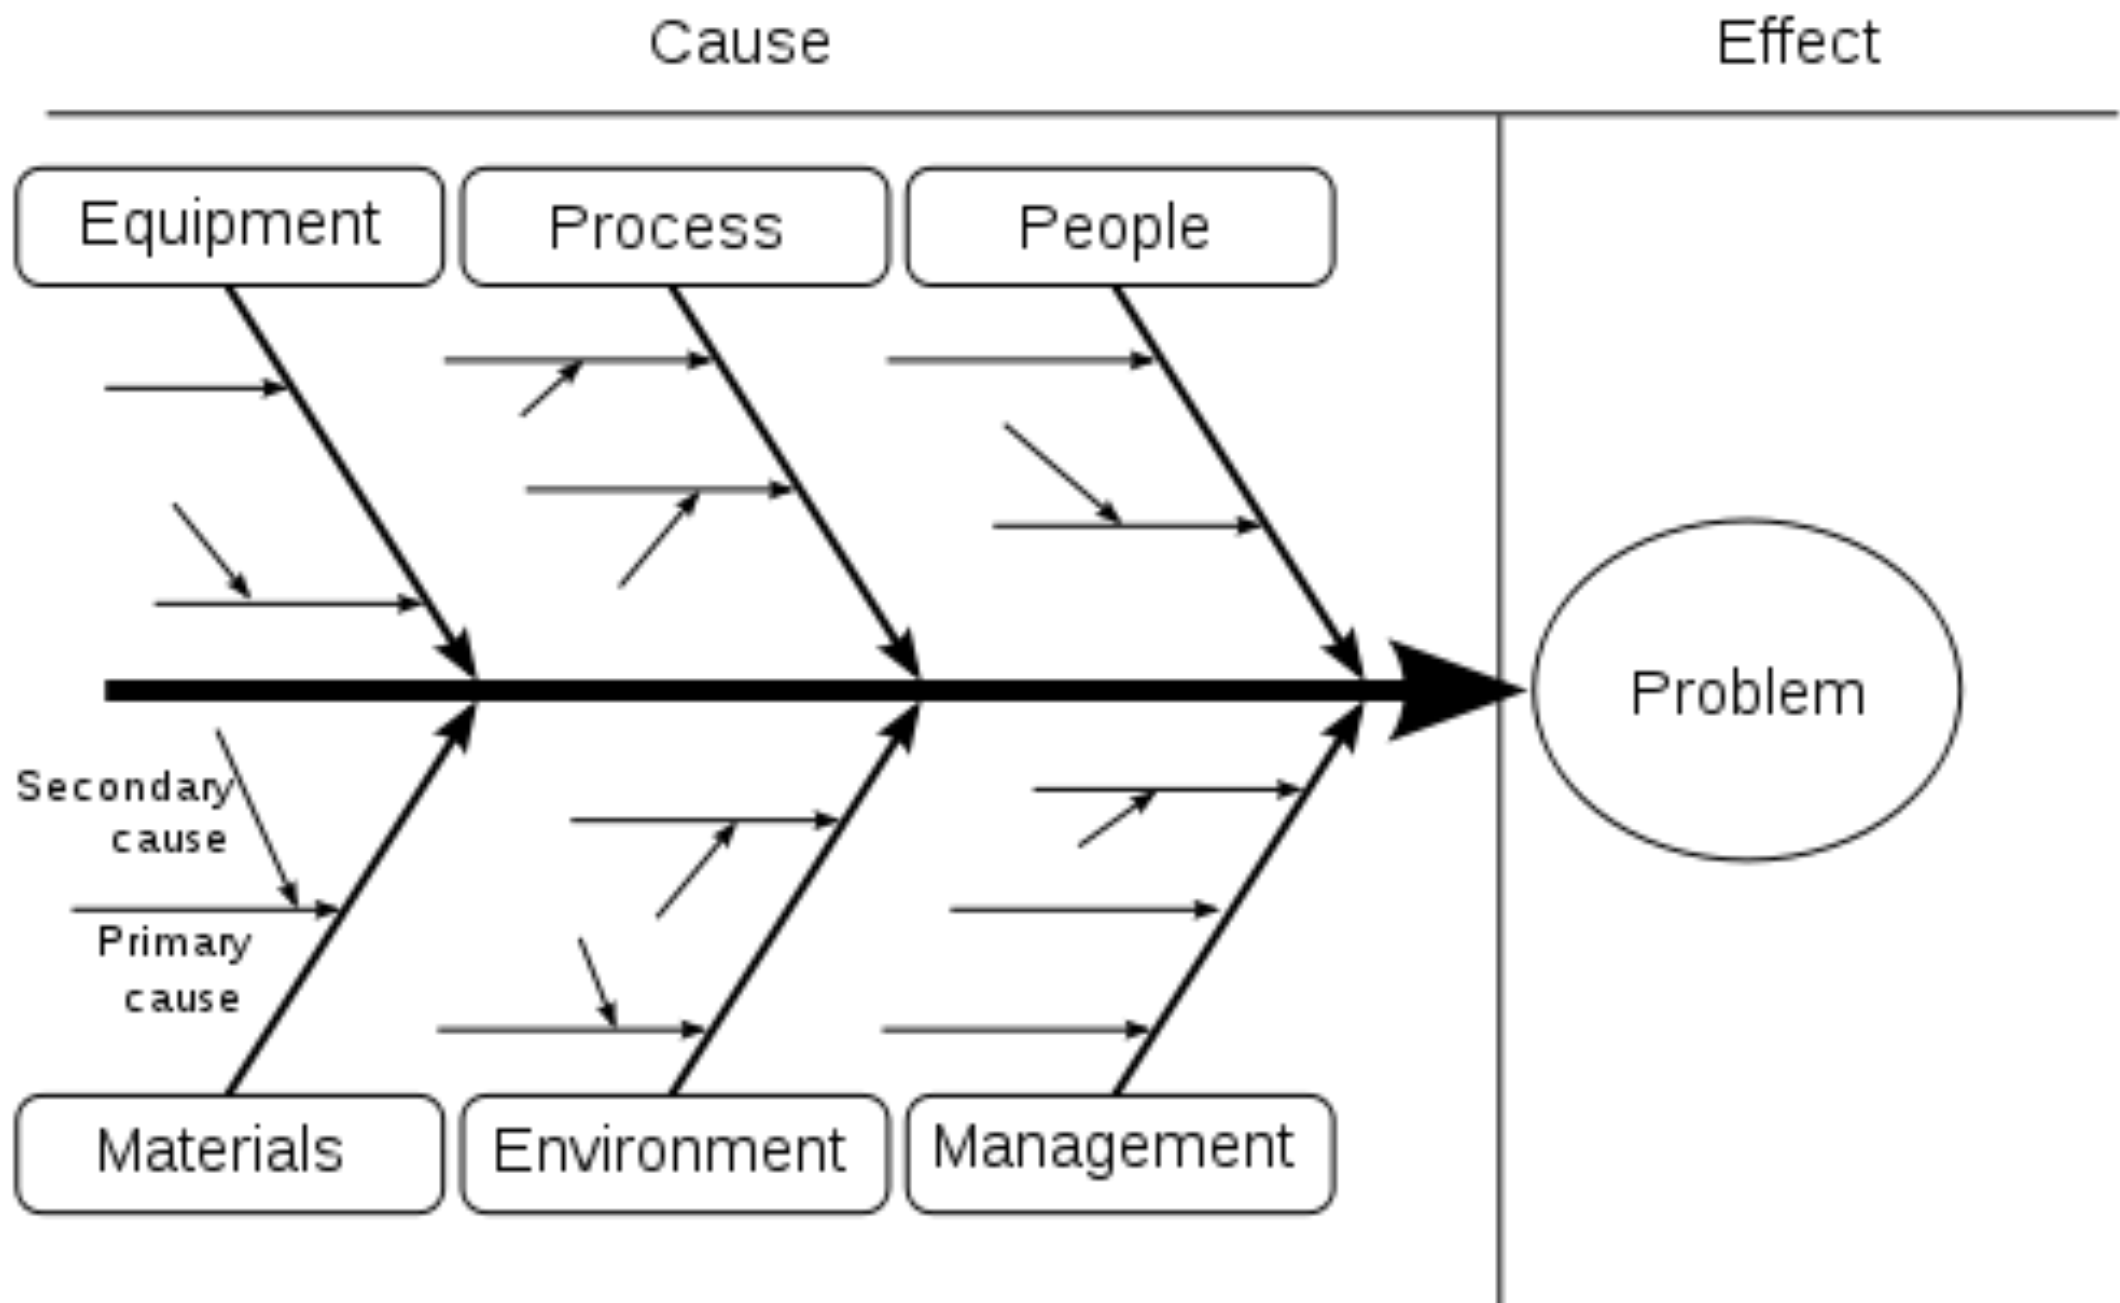 Cause
Effect
Equipment
Process
People
Problem
Secondary
cause
Primary
cause
Materials
Environment
Management